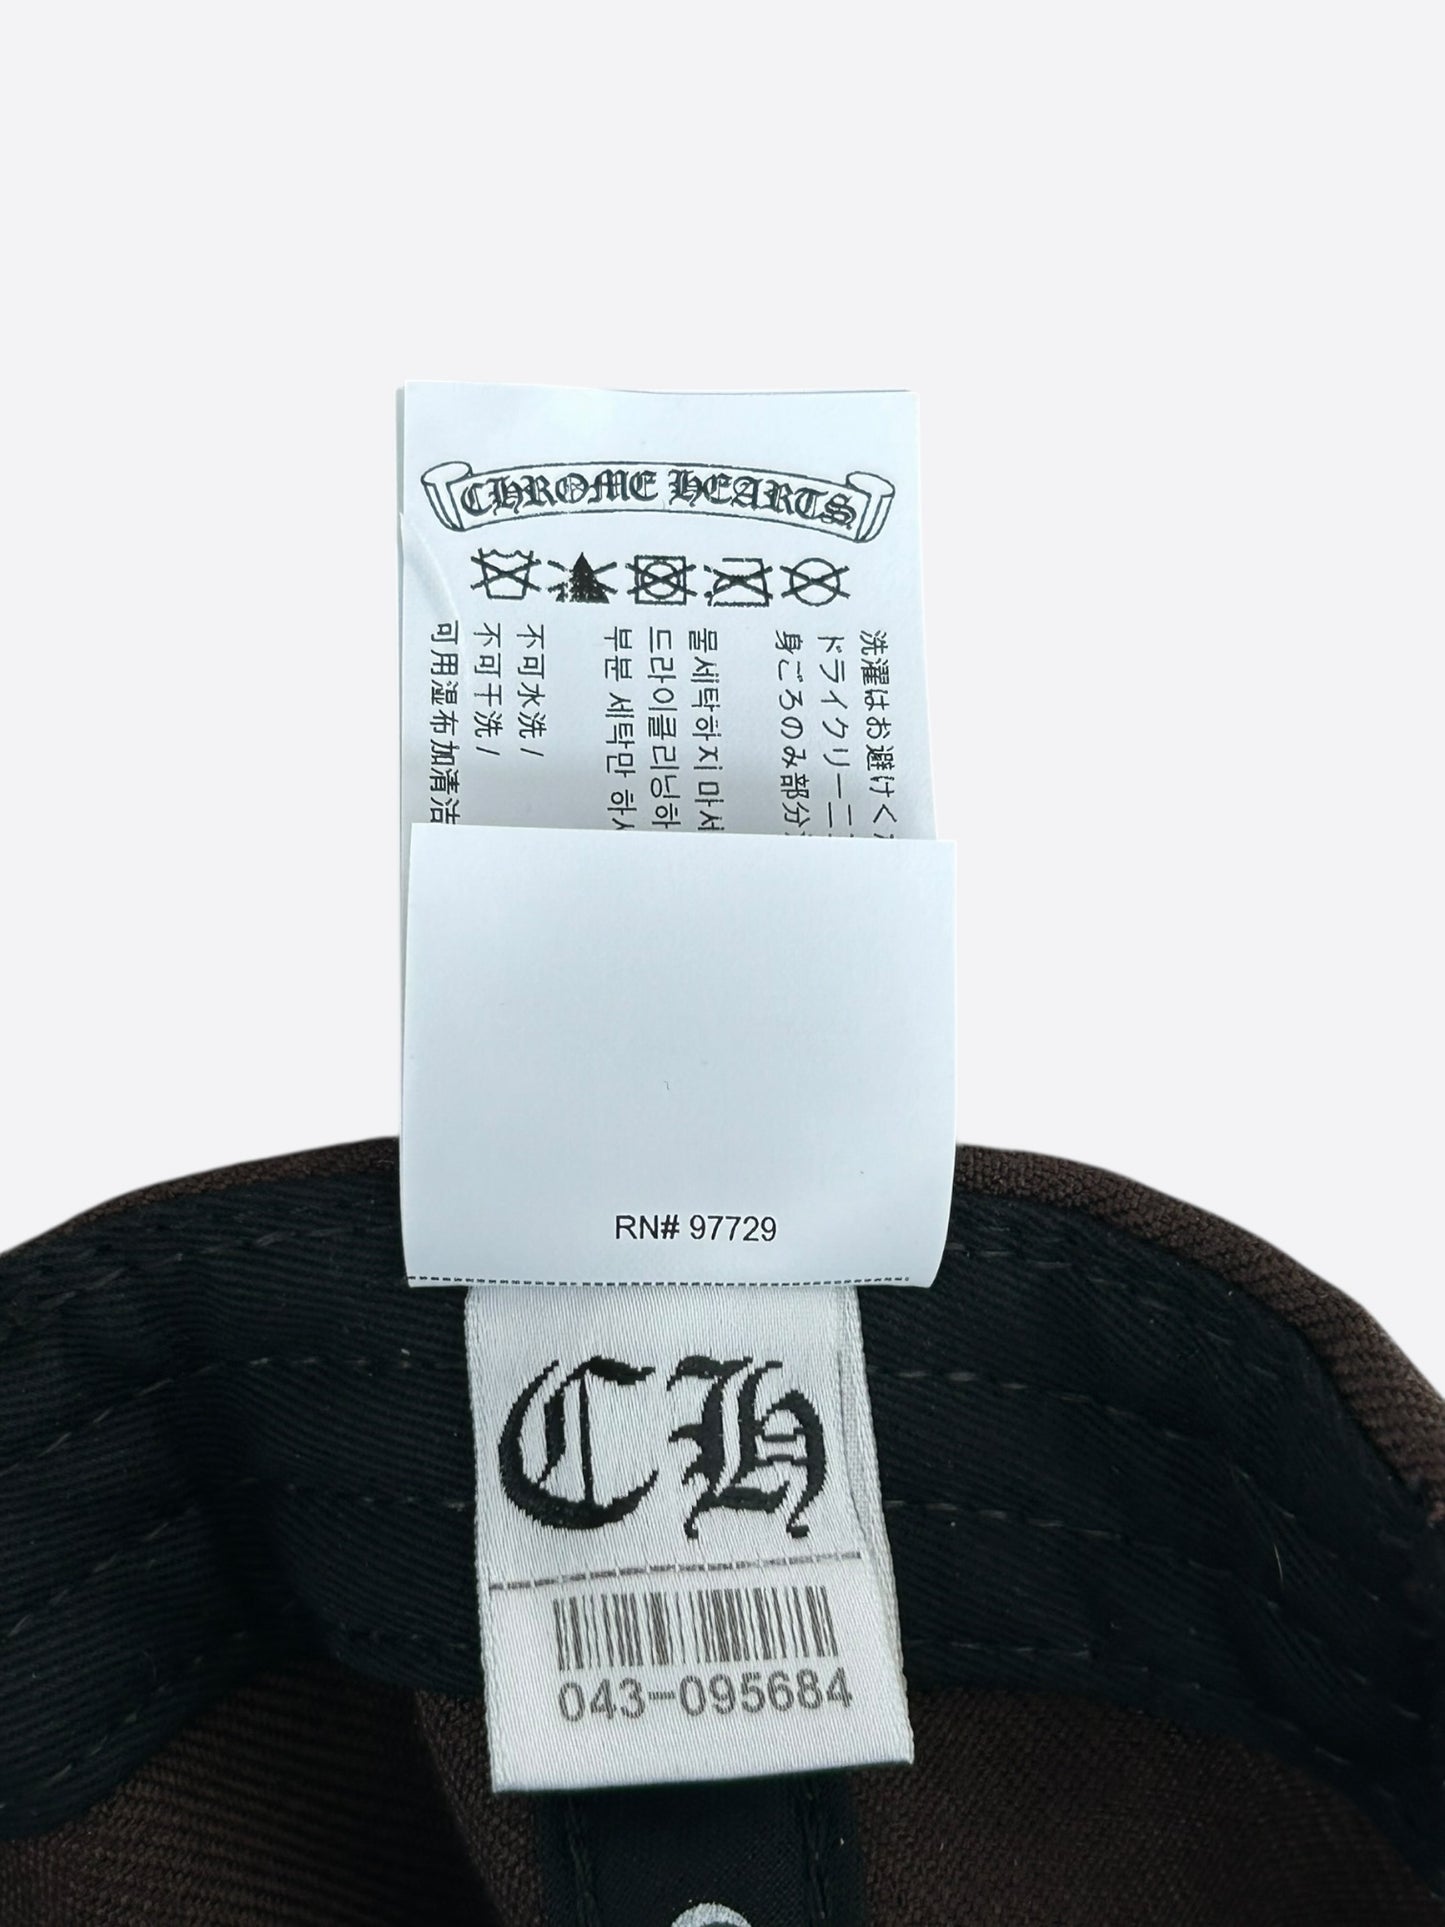 CHROME HEARTS
洗濯はお避けく
ドライクリーニ
身ごろのみ部分
물세탁하지 마서
드라이클리닝하
부분 세탁만 하
不可水洗/
不可干洗/
可用湿布加清洁
RN# 97729
CH
043-095684